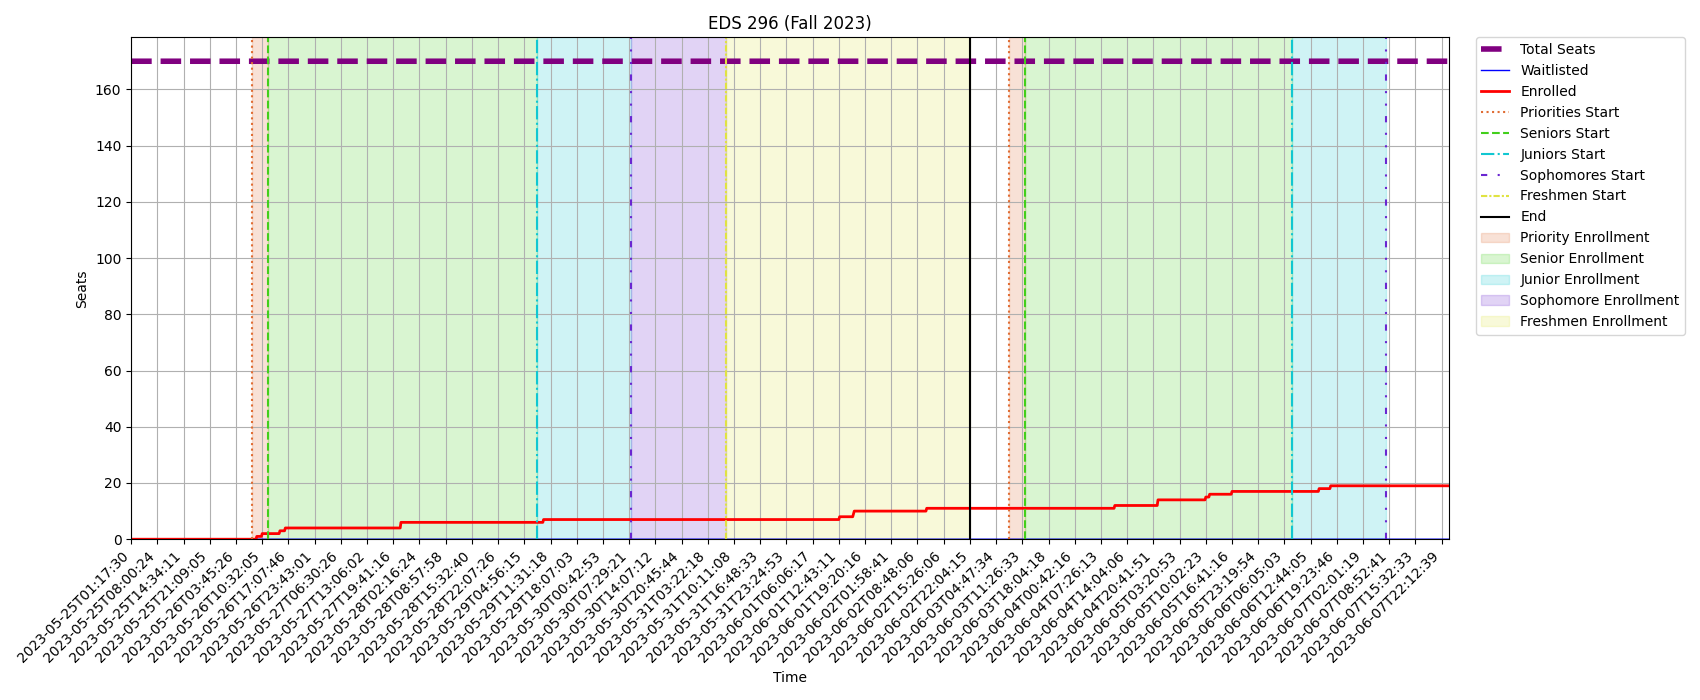 EDS 296 (Fall 2023)
Seats
160
140
120
100
80
60
40
20
0
2023-05-25T01:17:30
2023-05-25T08:00:24
2023-05-25T14:34:11
2023-05-25T21:09:05
2023-05-26T03:45:26
2023-05-26T10:32:05
2023-05-26T17:07:46
2023-05-26T23:43:01
2023-05-27T06:30:26
2023-05-27T13:06:02
2023-05-27T19:41:16
2023-05-28T02:16:24
2023-05-28T08:57:58
2023-05-28T15:32:40
2023-05-28T22:07:26
2023-05-29T04:56:15
2023-05-29T11:31:18
2023-05-29T18:07:03
2023-05-30T00:42:53
2023-05-30T07:29:21
2023-05-30T14:07:12
2023-05-30T20:45:44
2023-05-31T03:22:18
2023-05-31T10:11:08
2023-05-31T16:48:33
2023-05-31T23:24:53
2023-06-01T06:06:17
2023-06-01T12:43:11
2023-06-01T19:20:16
2023-06-02T01:58:41
2023-06-02T08:48:06
2023-06-02T15:26:06
2023-06-02T22:04:15
2023-06-03T04:47:34
2023-06-03T11:26:33
2023-06-03T18:04:18
2023-06-04T00:42:16
2023-06-04T07:26:13
2023-06-04T14:04:06
2023-06-04T20:41:51
2023-06-05T03:20:53
2023-06-05T10:02:23
2023-06-05T16:41:16
2023-06-05T23:19:54
2023-06-06T06:05:03
2023-06-06T12:44:05
2023-06-06T19:23:46
2023-06-07T02:01:19
2023-06-07T08:52:41
2023-06-07T15:32:33
2023-06-07T22:12:39
Time
Total Seats
Waitlisted
Enrolled
Priorities Start
Seniors Start
Juniors Start
Sophomores Start
Freshmen Start
End
Priority Enrollment
Senior Enrollment
Junior Enrollment
Sophomore Enrollment
Freshmen Enrollment